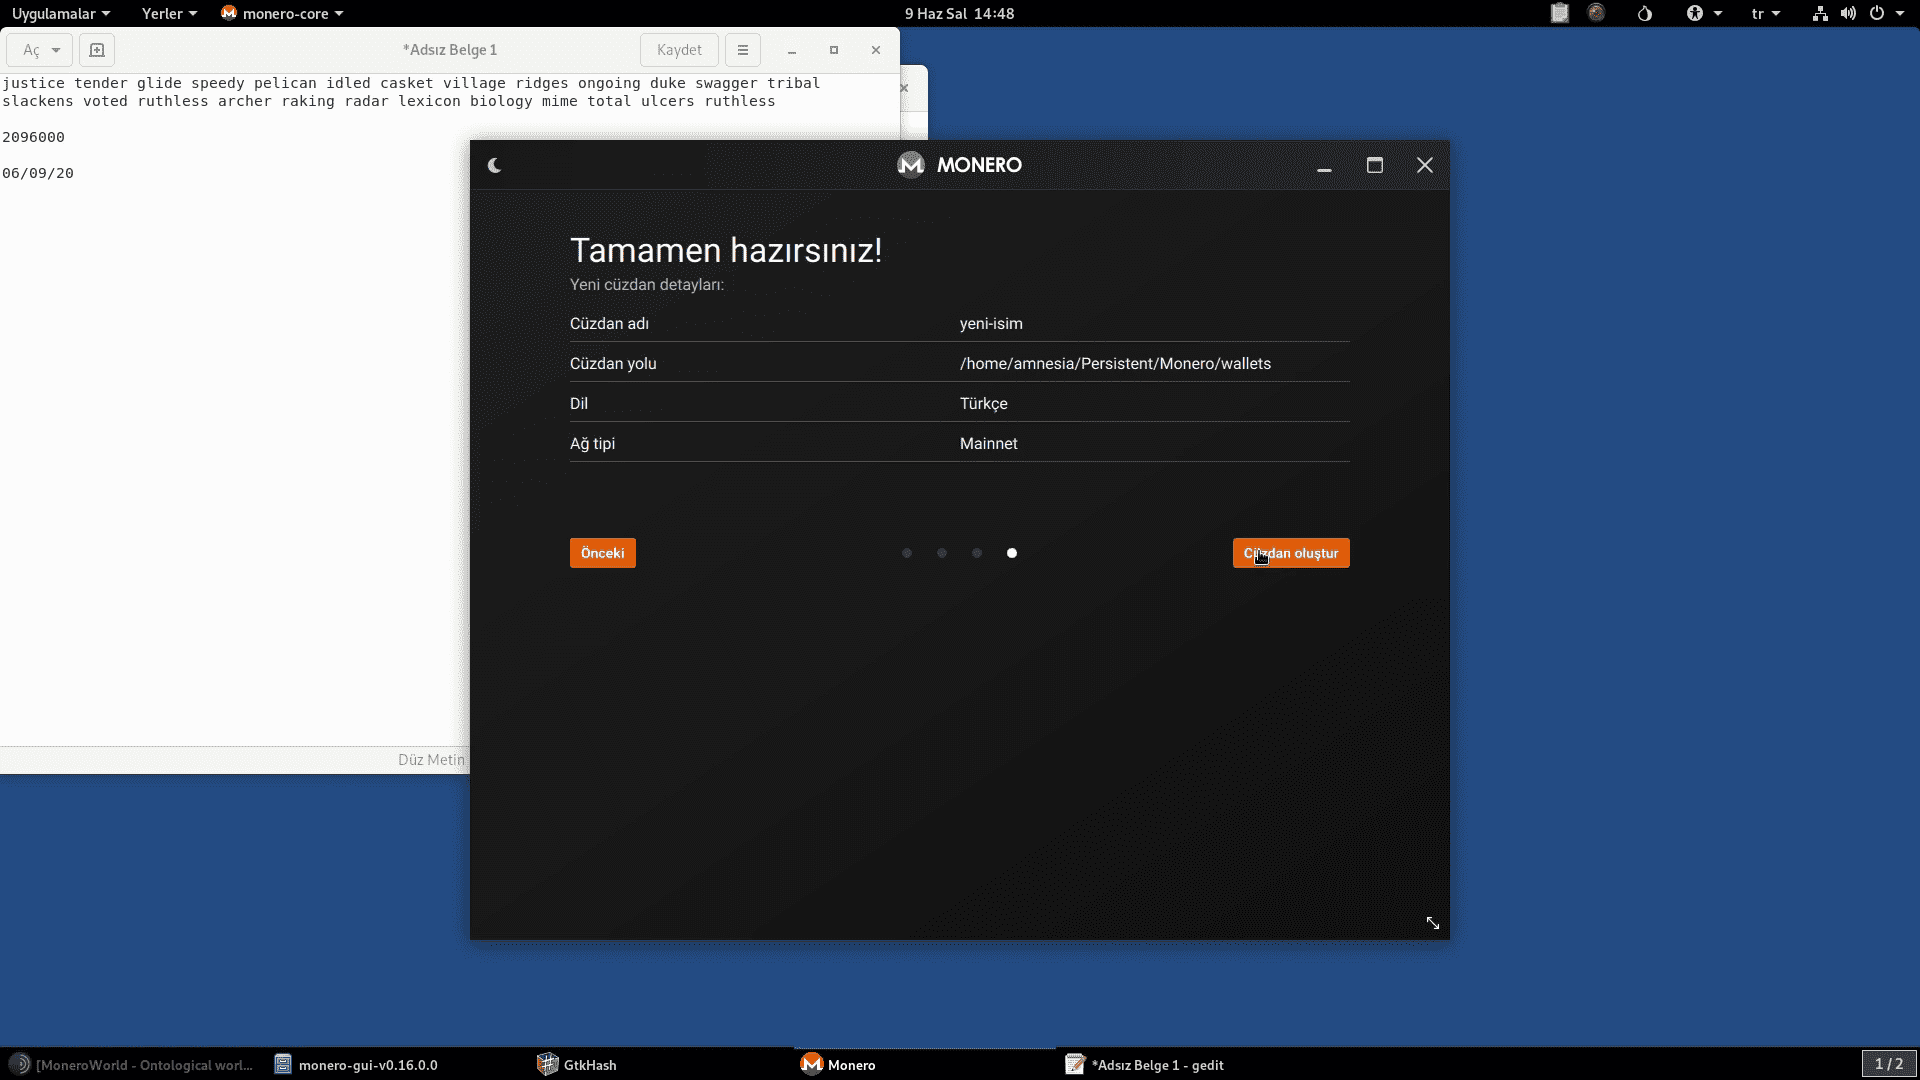 Uygulamalar Yerler monero-core 9 Haz Sal 14:48 tr
Aç *Adsız Belge 1 Kaydet
justice tender glide speedy pelican idled casket village ridges ongoing duke swagger tribal
slackens voted ruthless archer raking radar lexicon biology mime total ulcers ruthless
2096000
06/09/20
Düz Metin
MONERO
Tamamen hazırsınız!
Yeni cüzdan detayları:
Cüzdan adı yeni-isim
Cüzdan yolu /home/amnesia/Persistent/Monero/wallets
Dil Türkçe
Ağ tipi Mainnet
Önceki Cüzdan oluştur
[MoneroWorld - Ontological worl... monero-gui-v0.16.0.0 GtkHash Monero *Adsız Belge 1 - gedit 1 / 2